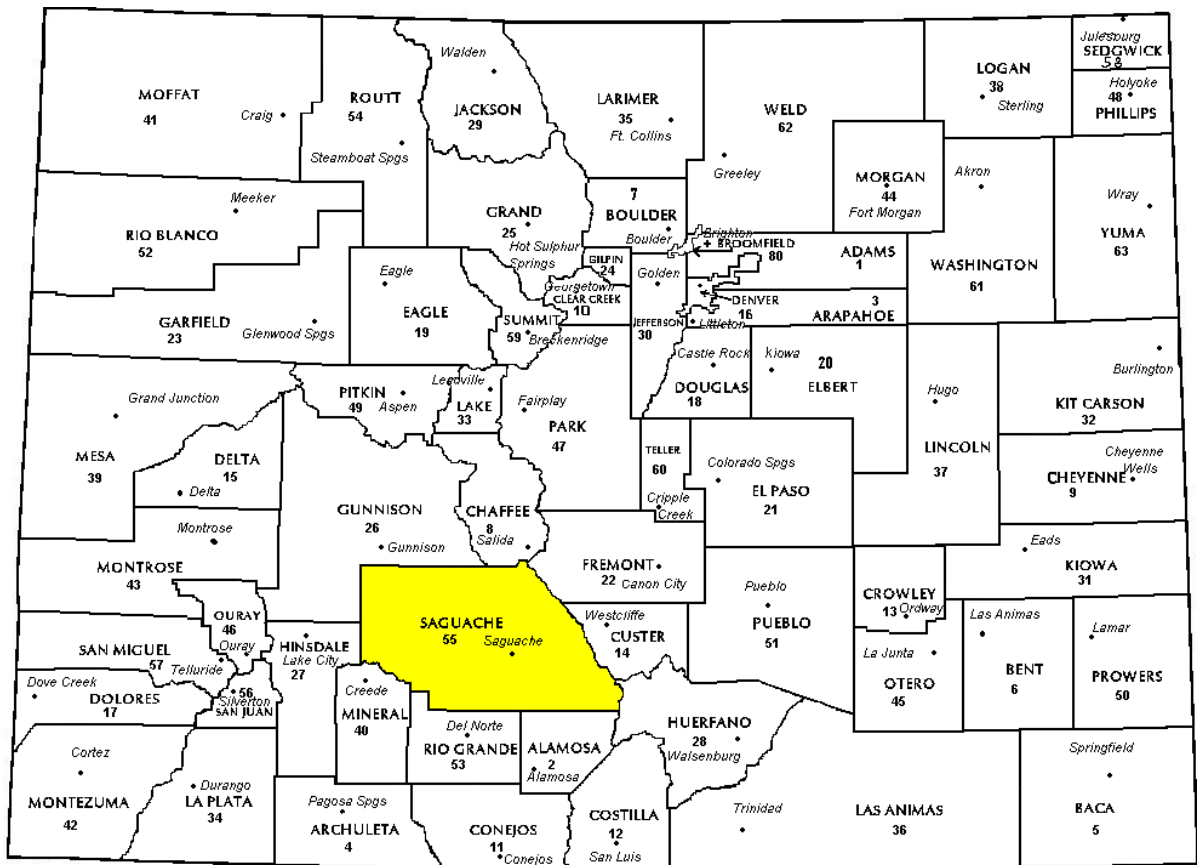 Julesburg
SEDGWICK
58
Walden
LOGAN
38
Sterling
Holyoke
48
PHILLIPS
MOFFAT
41
Craig
ROUTT
54
Steamboat Spgs
JACKSON
29
LARIMER
35
Ft. Collins
WELD
62
Greeley
MORGAN
44
Fort Morgan
Akron
WASHINGTON
61
Wray
YUMA
63
Meeker
RIO BLANCO
52
GRAND
25
Hot Sulphur
Springs
7
BOULDER
Boulder
Brighton
+ BROOMFIELD
80
ADAMS
1
GILPIN
24
Golden
Georgetown
CLEAR CREEK
10
DENVER
16
3
ARAPAHOE
Littleton
JEFFERSON
30
Eagle
EAGLE
19
SUMMIT
59
Breckenridge
GARFIELD
23
Glenwood Spgs
Castle Rock
DOUGLAS
18
Kiowa
20
ELBERT
Hugo
LINCOLN
37
Burlington
KIT CARSON
32
Grand Junction
MESA
39
PITKIN
49
Aspen
Leadville
LAKE
33
Fairplay
PARK
47
DELTA
15
Delta
TELLER
60
Cripple
Creek
Colorado Spgs
EL PASO
21
Cheyenne
Wells
CHEYENNE
9
GUNNISON
26
Gunnison
CHAFFEE
8
Salida
Montrose
MONTROSE
43
FREMONT
22
Canon City
Eads
KIOWA
31
Pueblo
PUEBLO
51
CROWLEY
13
Ordway
Las Animas
BENT
6
Lamar
PROWERS
50
OURAY
46
Ouray
SAGUACHE
55
Saguache
Westcliffe
CUSTER
14
HINSDALE
Lake City
27
SAN MIGUEL
57
Telluride
La Junta
OTERO
45
Dove Creek
DOLORES
17
56
Silverton
SAN JUAN
Creede
MINERAL
40
Del Norte
RIO GRANDE
53
ALAMOSA
2
Alamosa
HUERFANO
28
Walsenburg
Cortez
MONTEZUMA
42
Durango
LA PLATA
34
Pagosa Spgs
ARCHULETA
4
CONEJOS
11
Conejos
COSTILLA
12
San Luis
Trinidad
LAS ANIMAS
36
Springfield
BACA
5